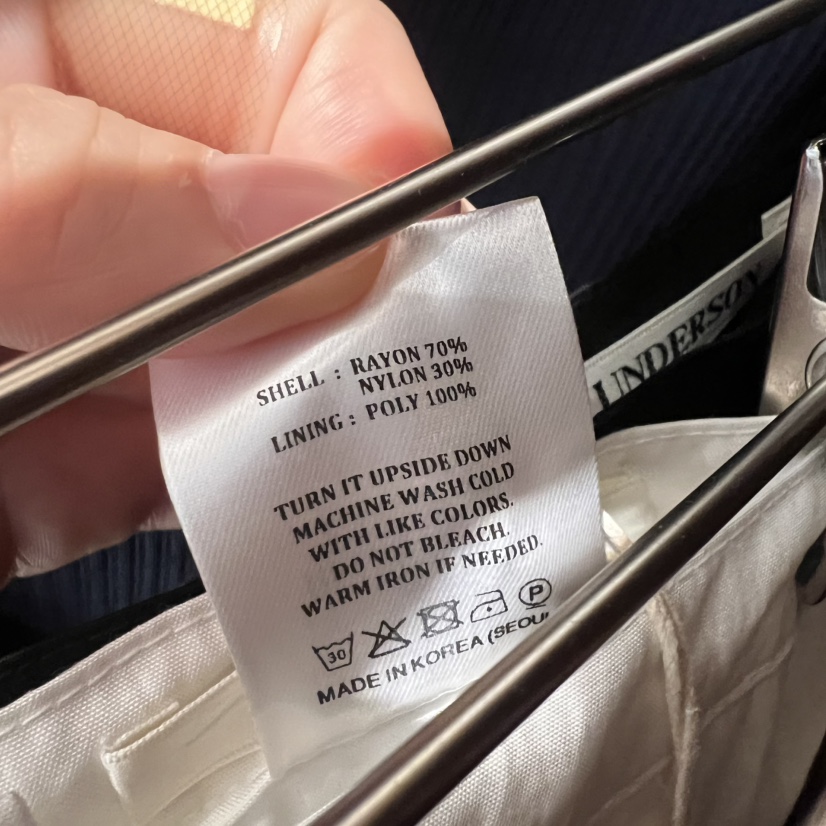 SHELL : RAYON 70%
NYLON 30%
LINING : POLY 100%
TURN IT UPSIDE DOWN
MACHINE WASH COLD
WITH LIKE COLORS.
DO NOT BLEACH.
WARM IRON IF NEEDED.
30
P
MADE IN KOREA (SEOUL
UNDERSON